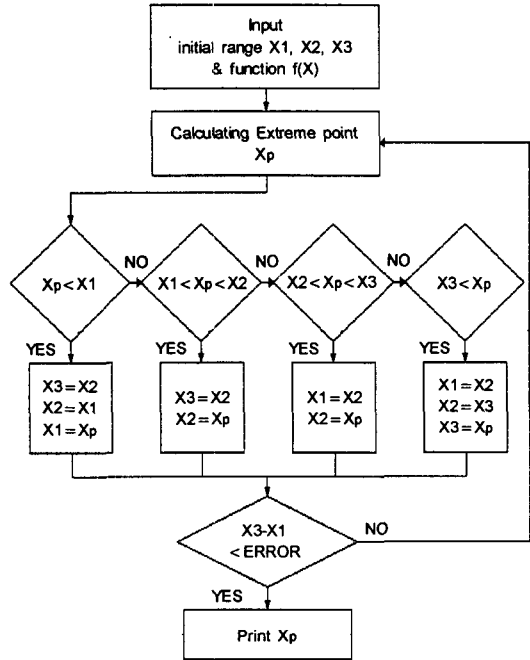 Input
initial range X1, X2, X3
& function f(X)
Calculating Extreme point
Xp
Xp<X1
NO
X1<Xp<X2
NO
X2<Xp<X3
NO
X3<Xp
YES
YES
YES
YES
X3=X2
X2=X1
X1=Xp
X3=X2
X2=Xp
X1=X2
X2=Xp
X1=X2
X2=X3
X3=Xp
X3-X1
<ERROR
NO
YES
Print Xp